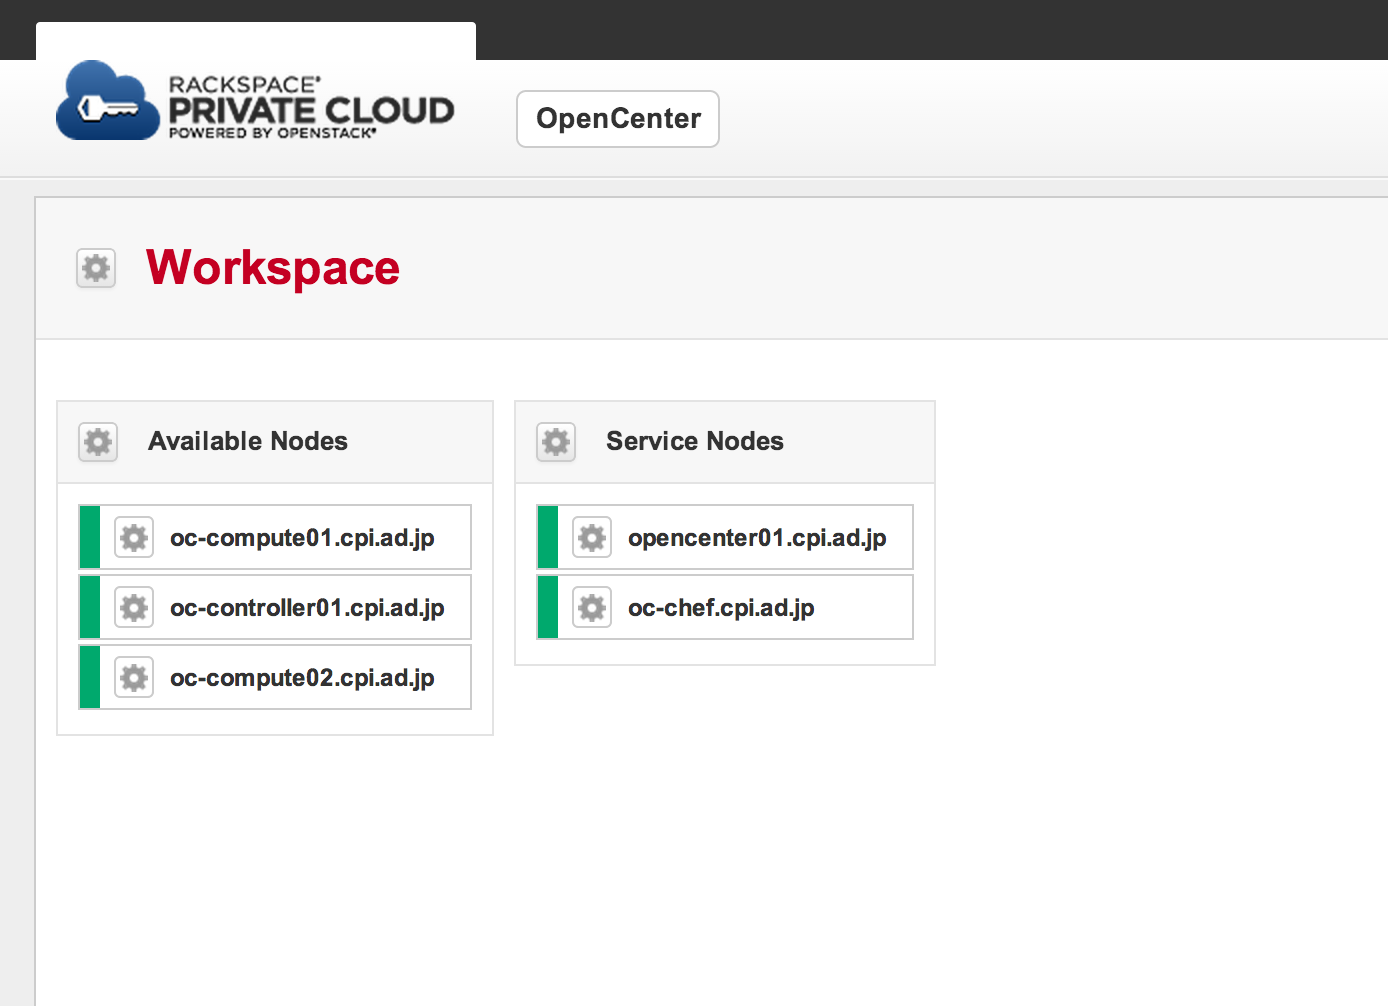 RACKSPACE®
PRIVATE CLOUD
POWERED BY OPENSTACK®
OpenCenter
Workspace
Available Nodes
oc-compute01.cpi.ad.jp
oc-controller01.cpi.ad.jp
oc-compute02.cpi.ad.jp
Service Nodes
opencenter01.cpi.ad.jp
oc-chef.cpi.ad.jp